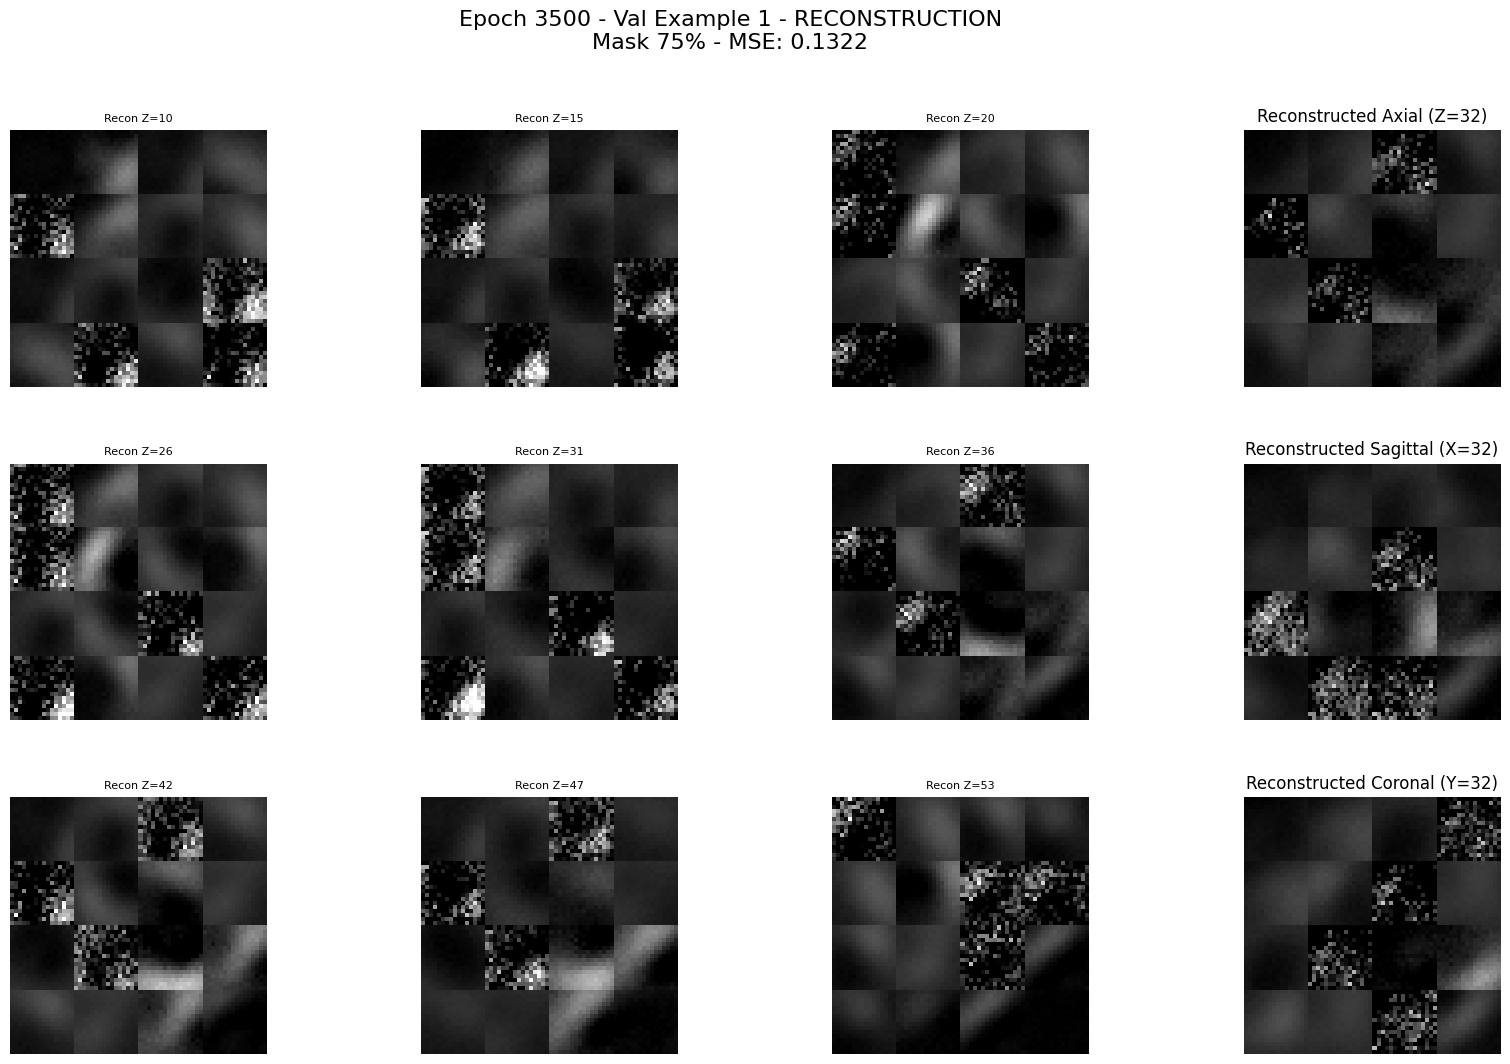 Epoch 3500 - Val Example 1 - RECONSTRUCTION
Mask 75% - MSE: 0.1322
Recon Z=10
Recon Z=15
Recon Z=20
Reconstructed Axial (Z=32)
Recon Z=26
Recon Z=31
Recon Z=36
Reconstructed Sagittal (X=32)
Recon Z=42
Recon Z=47
Recon Z=53
Reconstructed Coronal (Y=32)